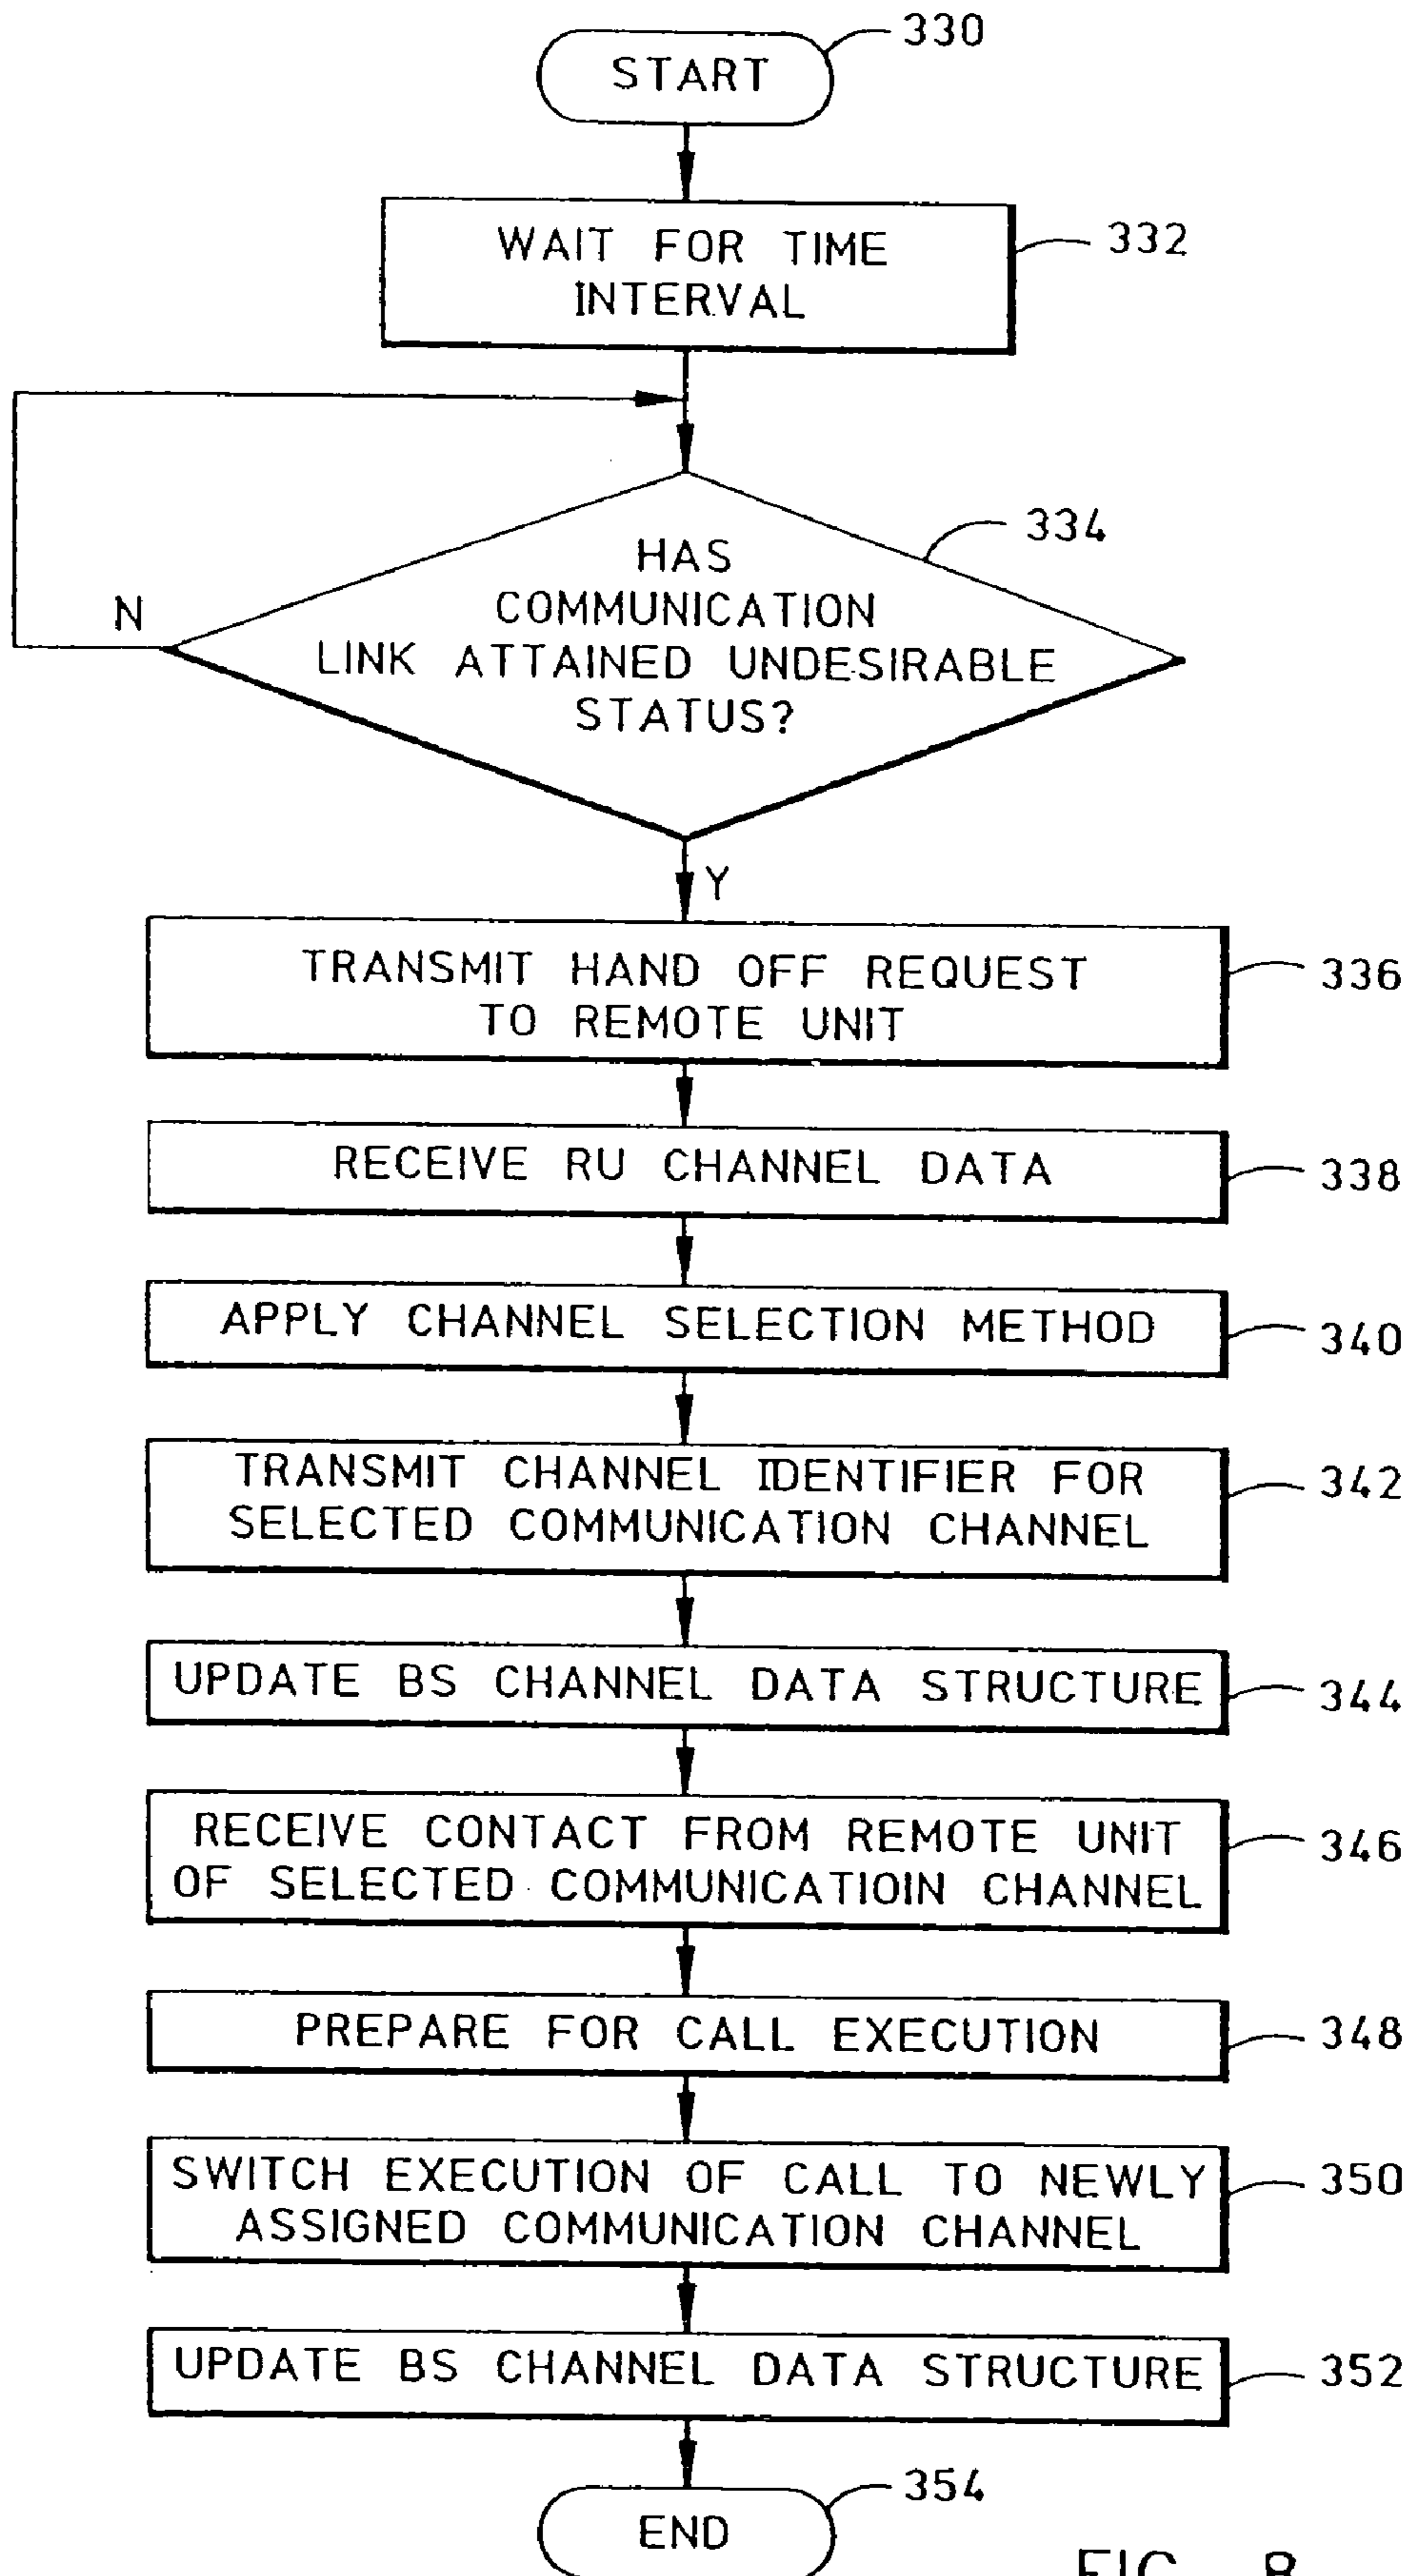 START
330
WAIT FOR TIME
INTERVAL
332
HAS
COMMUNICATION
LINK ATTAINED UNDESIRABLE
STATUS?
334
N
Y
TRANSMIT HAND OFF REQUEST
TO REMOTE UNIT
336
RECEIVE RU CHANNEL DATA
338
APPLY CHANNEL SELECTION METHOD
340
TRANSMIT CHANNEL IDENTIFIER FOR
SELECTED COMMUNICATION CHANNEL
342
UPDATE BS CHANNEL DATA STRUCTURE
344
RECEIVE CONTACT FROM REMOTE UNIT
OF SELECTED COMMUNICATIOIN CHANNEL
346
PREPARE FOR CALL EXECUTION
348
SWITCH EXECUTION OF CALL TO NEWLY
ASSIGNED COMMUNICATION CHANNEL
350
UPDATE BS CHANNEL DATA STRUCTURE
352
END
354
FIG. 8